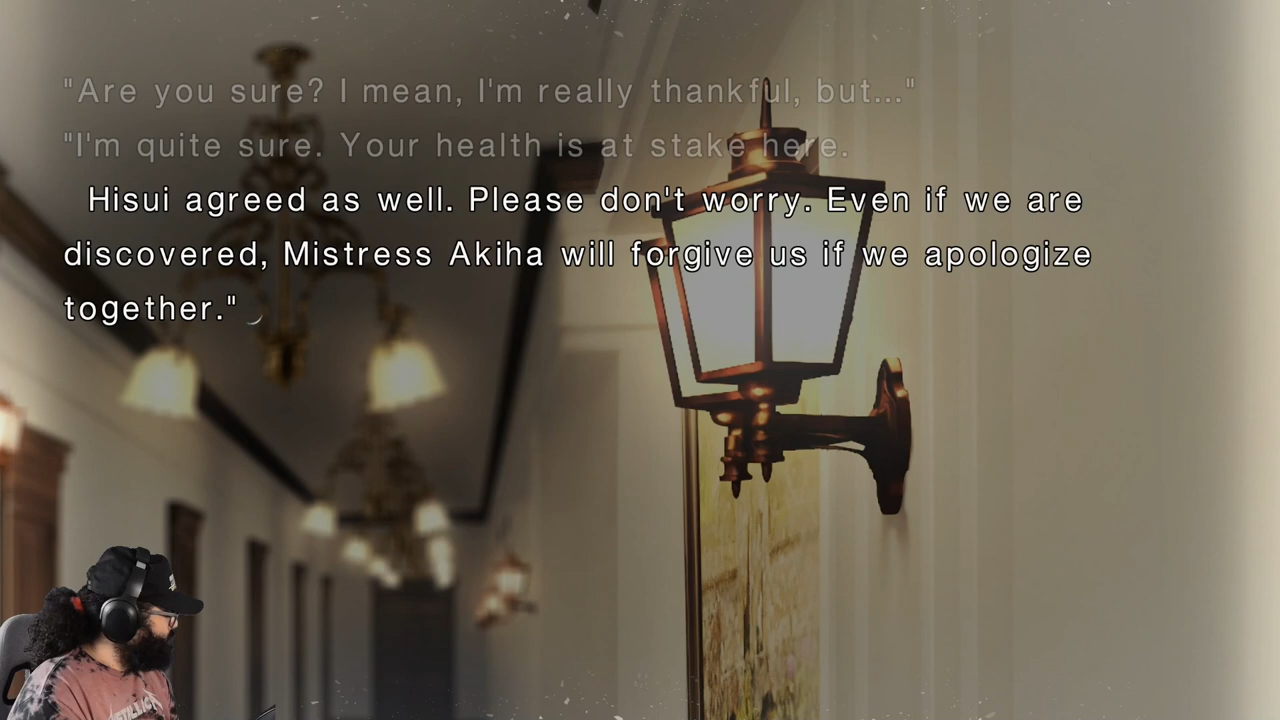 "Are you sure? I mean, I'm really thankful, but..."
"I'm quite sure. Your health is at stake here.
Hisui agreed as well. Please don't worry. Even if we are
discovered, Mistress Akiha will forgive us if we apologize
together."
METALLICA